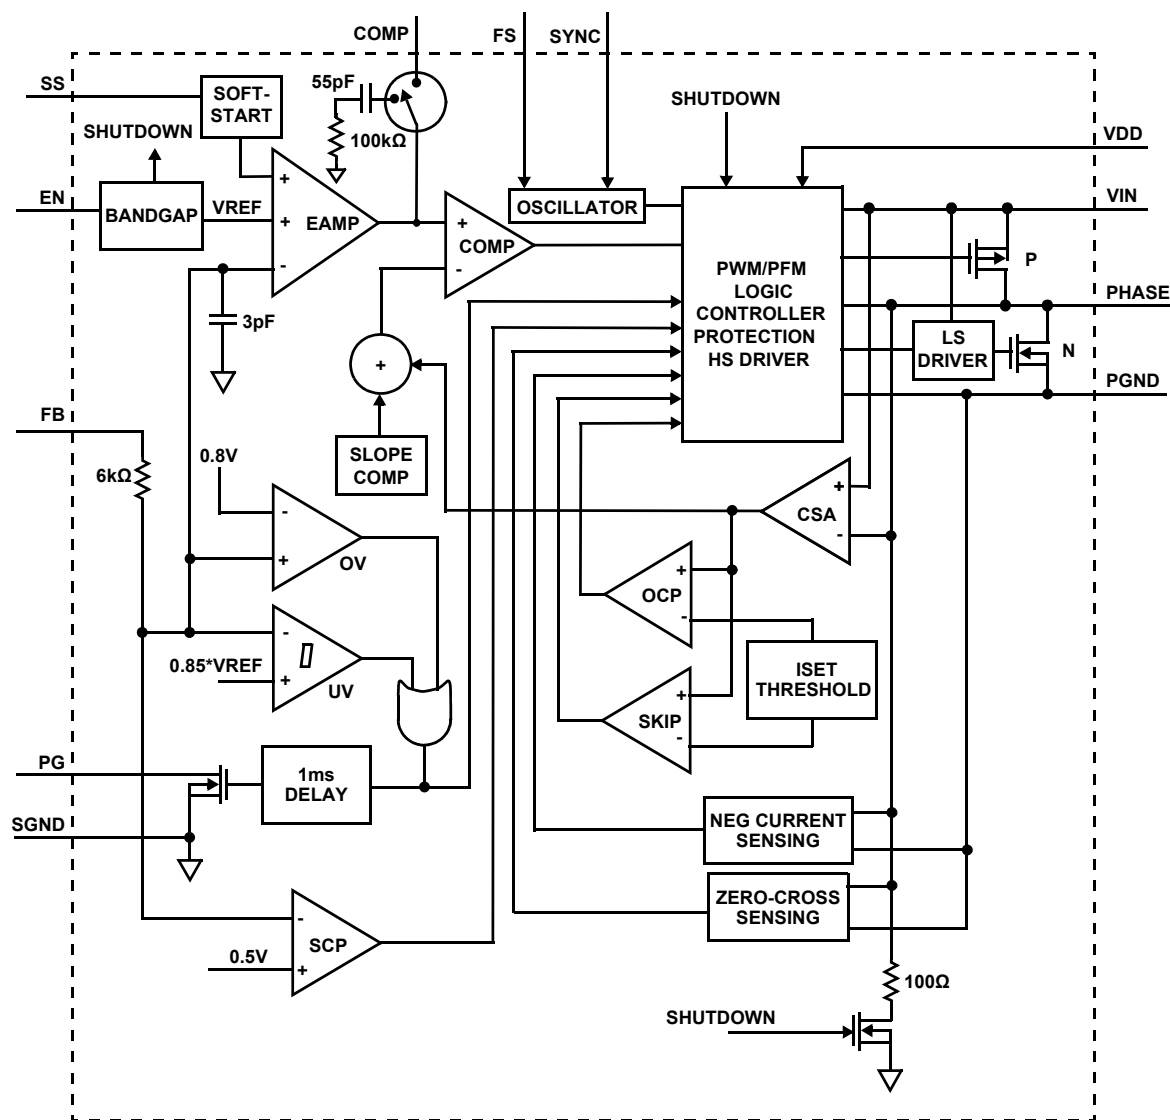 COMP
FS
SYNC
SS
SOFT-
START
55pF
100kΩ
SHUTDOWN
VDD
SHUTDOWN
EN
BANDGAP
VREF
+
+
-
EAMP
+
-
COMP
OSCILLATOR
VIN
PWM/PFM
LOGIC
CONTROLLER
PROTECTION
HS DRIVER
P
PHASE
3pF
+
LS
DRIVER
N
PGND
FB
6kΩ
0.8V
SLOPE
COMP
-
+
OV
+
-
CSA
+
-
OCP
-
+
UV
0.85*VREF
ISET
THRESHOLD
+
-
SKIP
PG
1ms
DELAY
SGND
NEG CURRENT
SENSING
ZERO-CROSS
SENSING
-
+
SCP
0.5V
100Ω
SHUTDOWN